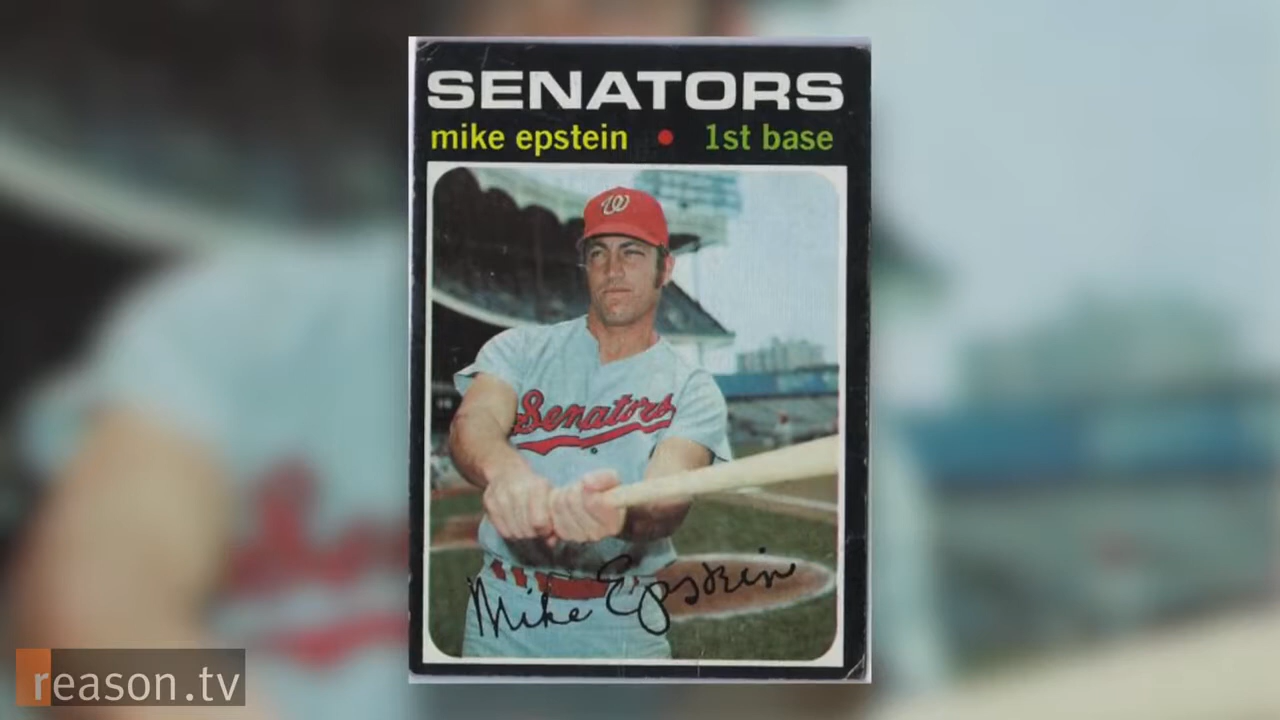 SENATORS
mike epstein • 1st base
W
Senators
Mike Epstein
reason.tv